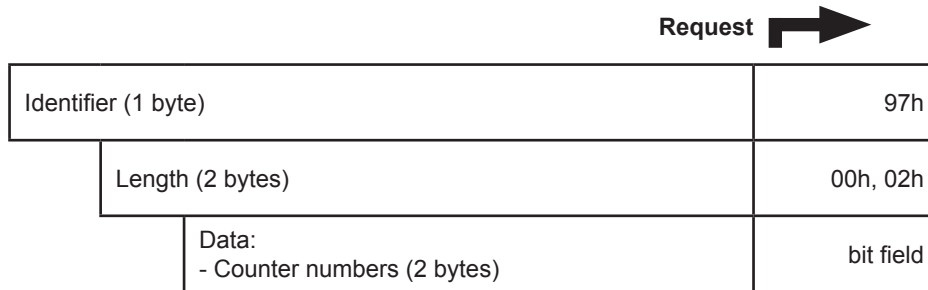 Request
Identifier (1 byte) 97h
Length (2 bytes) 00h, 02h
Data:
- Counter numbers (2 bytes) bit field